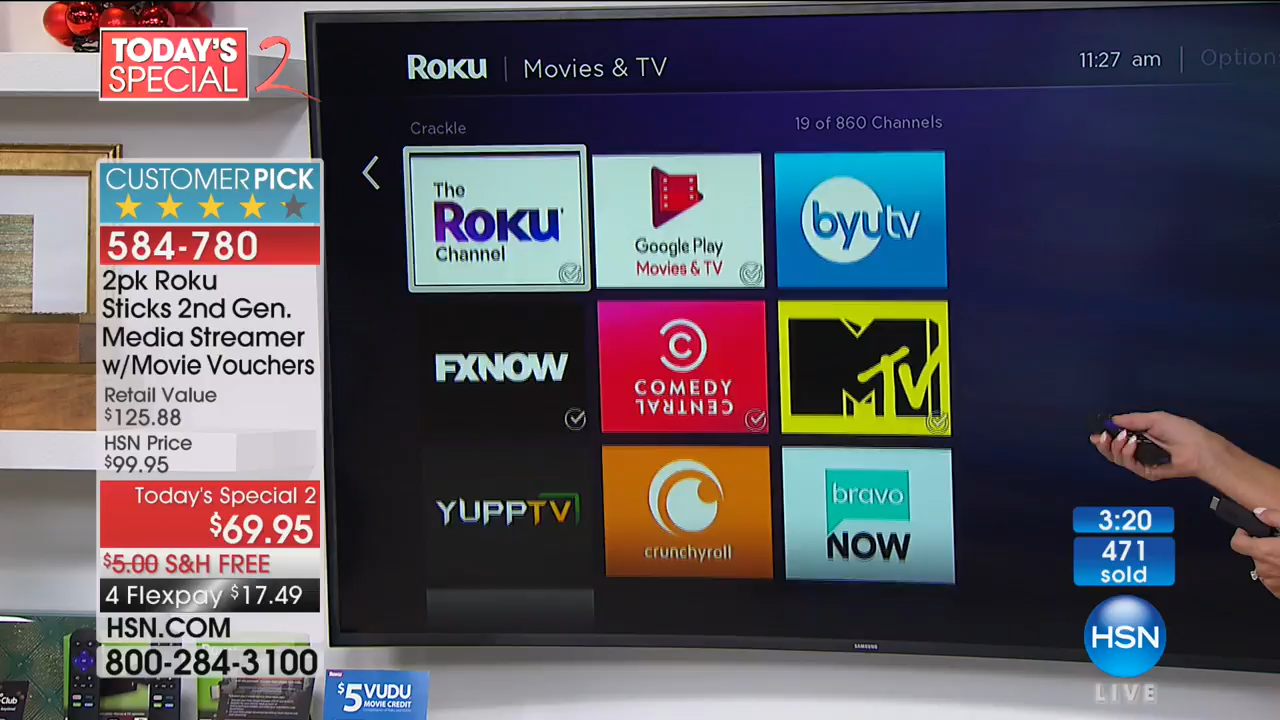 TODAY'S
SPECIAL 2
CUSTOMER PICK
584-780
2pk Roku
Sticks 2nd Gen.
Media Streamer
w/Movie Vouchers
Retail Value
$125.88
HSN Price
$99.95
Today's Special 2
$69.95
$5.00 S&H FREE
4 Flexpay $17.49
HSN.COM
800-284-3100
ROKU | Movies & TV
11:27 am | Option
Crackle
19 of 860 Channels
The
ROKU
Channel
Google Play
Movies & TV
byutv
FXNOW
COMEDY
CENTRAL
MTV
YUPPTV
crunchyroll
bravo
NOW
SAMSUNG
3:20
471
sold
HSN
LIVE
Roku
$5 VUDU
MOVIE CREDIT
Club